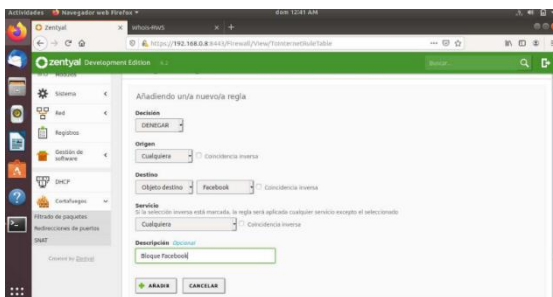 Actividades
Navegador web Firefox
dom 12:41 AM
Zentyal
Whois-AWS
https://192.168.0.8:8443/Firewall/View/ToInternetRuleTable
zentyal Development Edition
Buscar...
Módulos
Sistema
Red
Registros
Gestión de
software
DHCP
Cortafuegos
Filtrado de paquetes
Redirecciones de puertos
SNAT
Created by Zentyal
Añadiendo un/a nuevo/a regla
Decisión
DENEGAR
Origen
Cualquiera
Coincidencia inversa
Destino
Objeto destino
Facebook
Coincidencia inversa
Servicio
Si la selección inversa está marcada, la regla será aplicada cualquier servicio excepto el seleccionado
Cualquiera
Coincidencia inversa
Descripción Opcional
Bloque Facebook
AÑADIR
CANCELAR